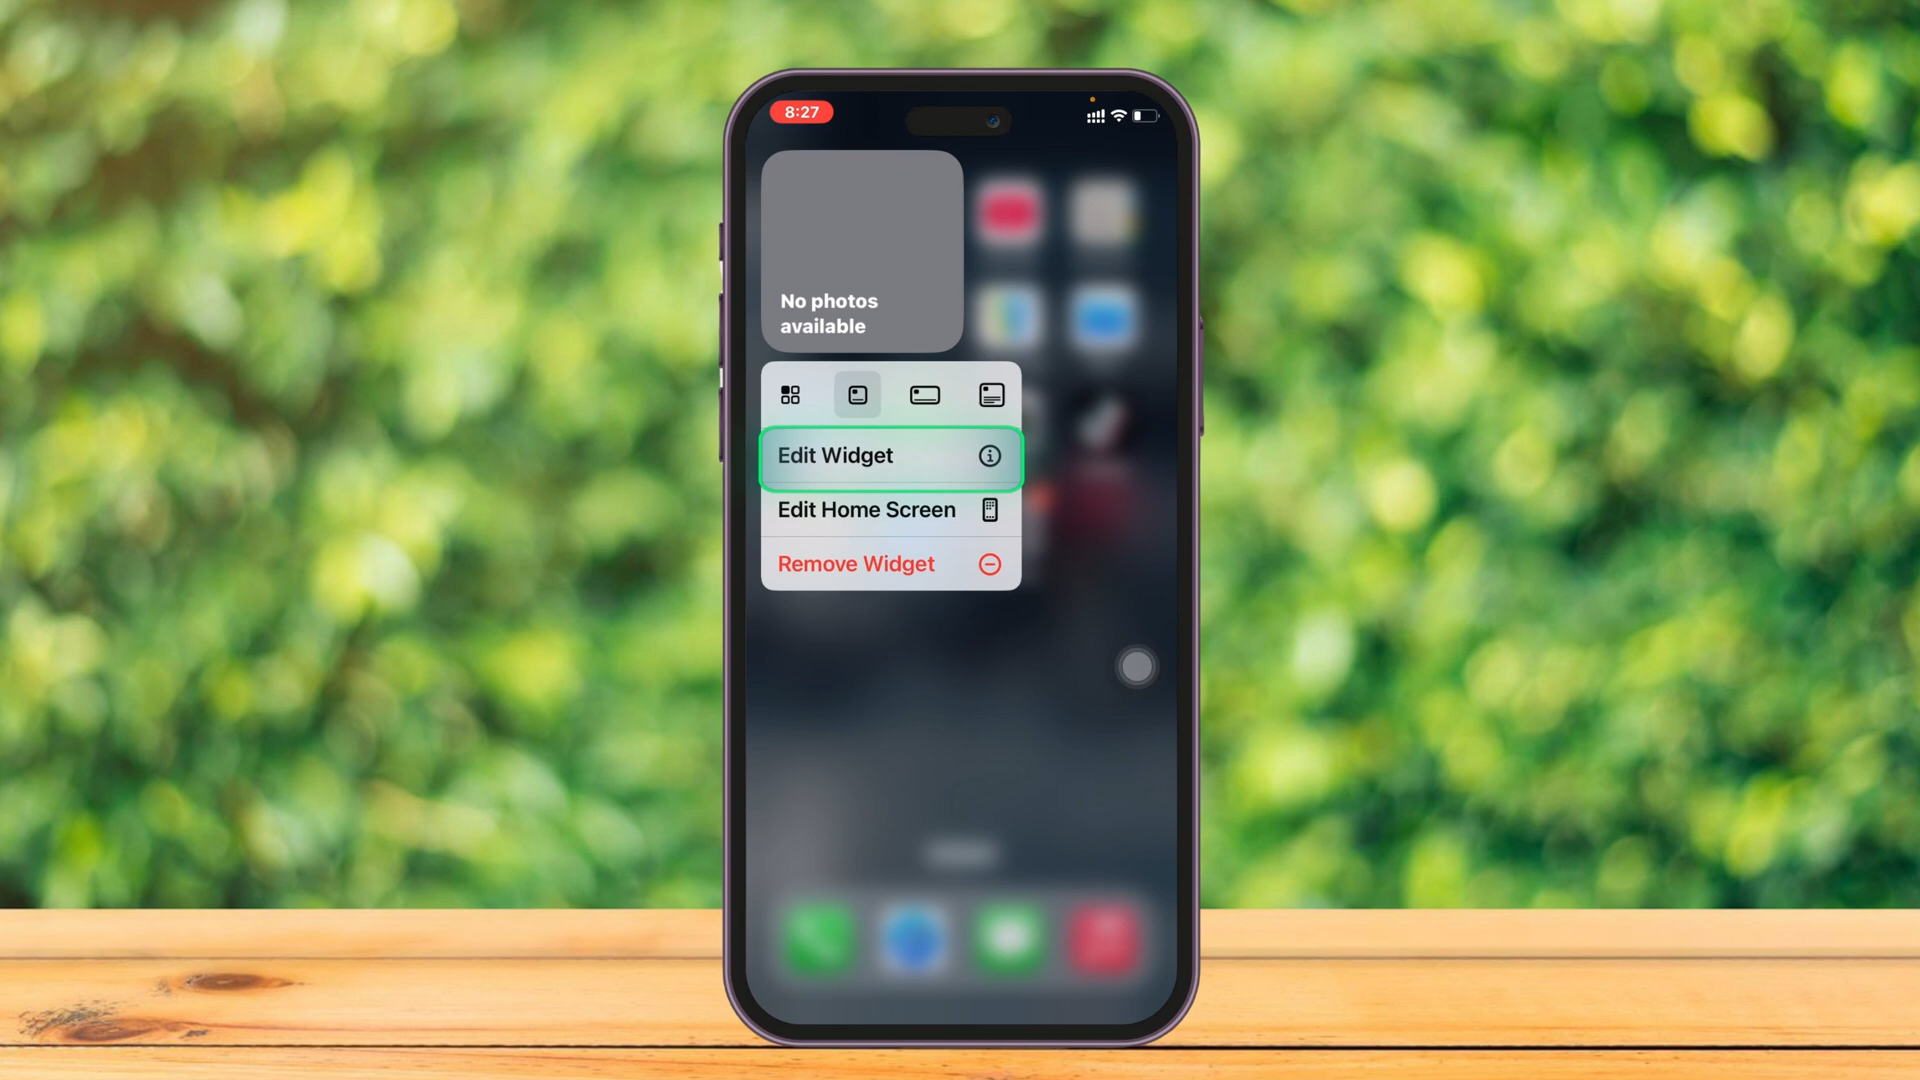 8:27
No photos
available
Edit Widget
Edit Home Screen
Remove Widget